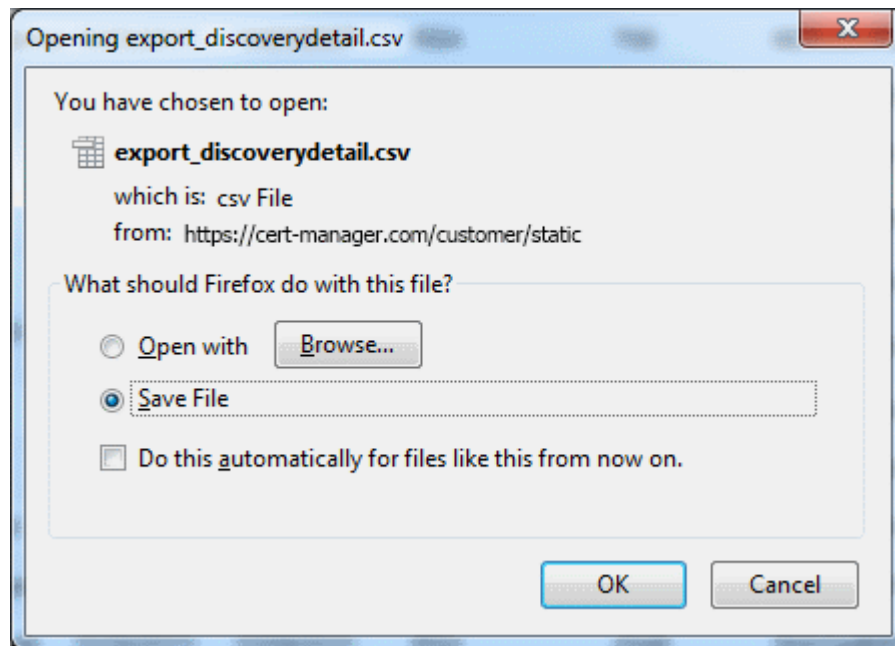 Opening export_discoverydetail.csv
You have chosen to open:
export_discoverydetail.csv
which is: csv File
from: https://cert-manager.com/customer/static
What should Firefox do with this file?
Open with Browse...
Save File
Do this automatically for files like this from now on.
OK Cancel